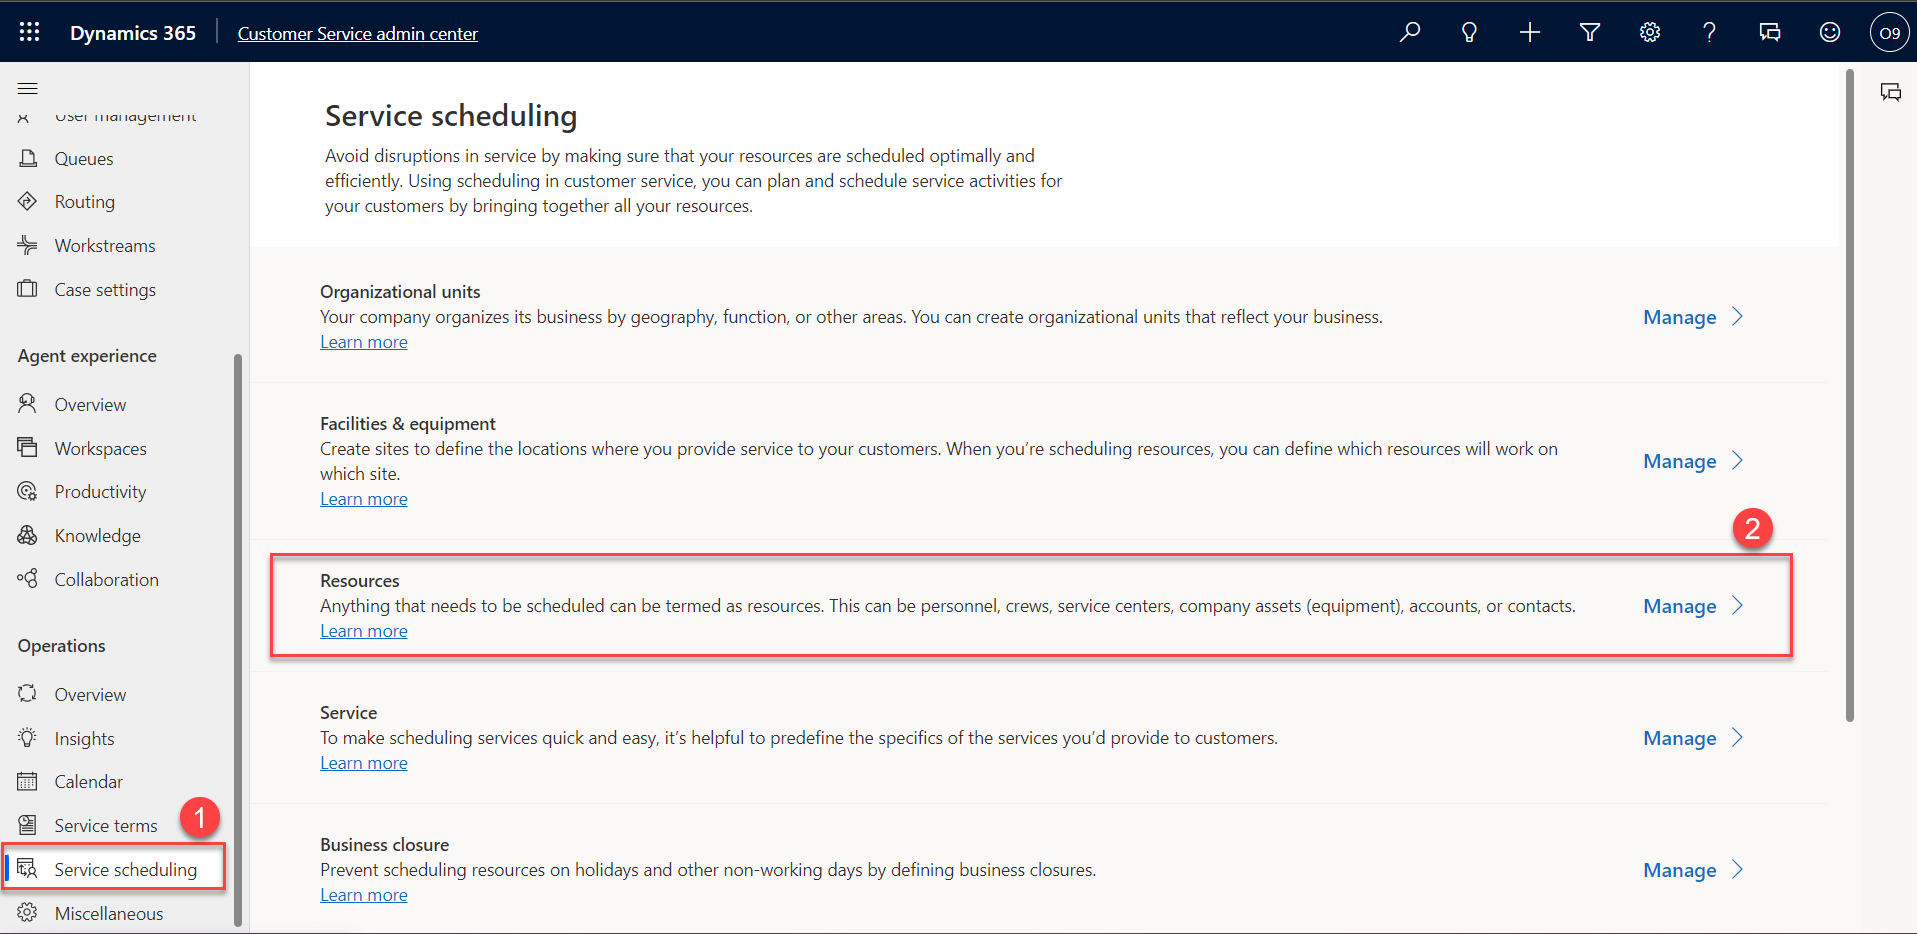 Dynamics 365
Customer Service admin center
O9
User management
Queues
Routing
Workstreams
Case settings
Agent experience
Overview
Workspaces
Productivity
Knowledge
Collaboration
Operations
Overview
Insights
Calendar
Service terms
1
Service scheduling
Miscellaneous
Service scheduling
Avoid disruptions in service by making sure that your resources are scheduled optimally and
efficiently. Using scheduling in customer service, you can plan and schedule service activities for
your customers by bringing together all your resources.
Organizational units
Your company organizes its business by geography, function, or other areas. You can create organizational units that reflect your business.
Learn more
Manage
Facilities & equipment
Create sites to define the locations where you provide service to your customers. When you’re scheduling resources, you can define which resources will work on
which site.
Learn more
Manage
2
Resources
Anything that needs to be scheduled can be termed as resources. This can be personnel, crews, service centers, company assets (equipment), accounts, or contacts.
Learn more
Manage
Service
To make scheduling services quick and easy, it’s helpful to predefine the specifics of the services you’d provide to customers.
Learn more
Manage
Business closure
Prevent scheduling resources on holidays and other non-working days by defining business closures.
Learn more
Manage